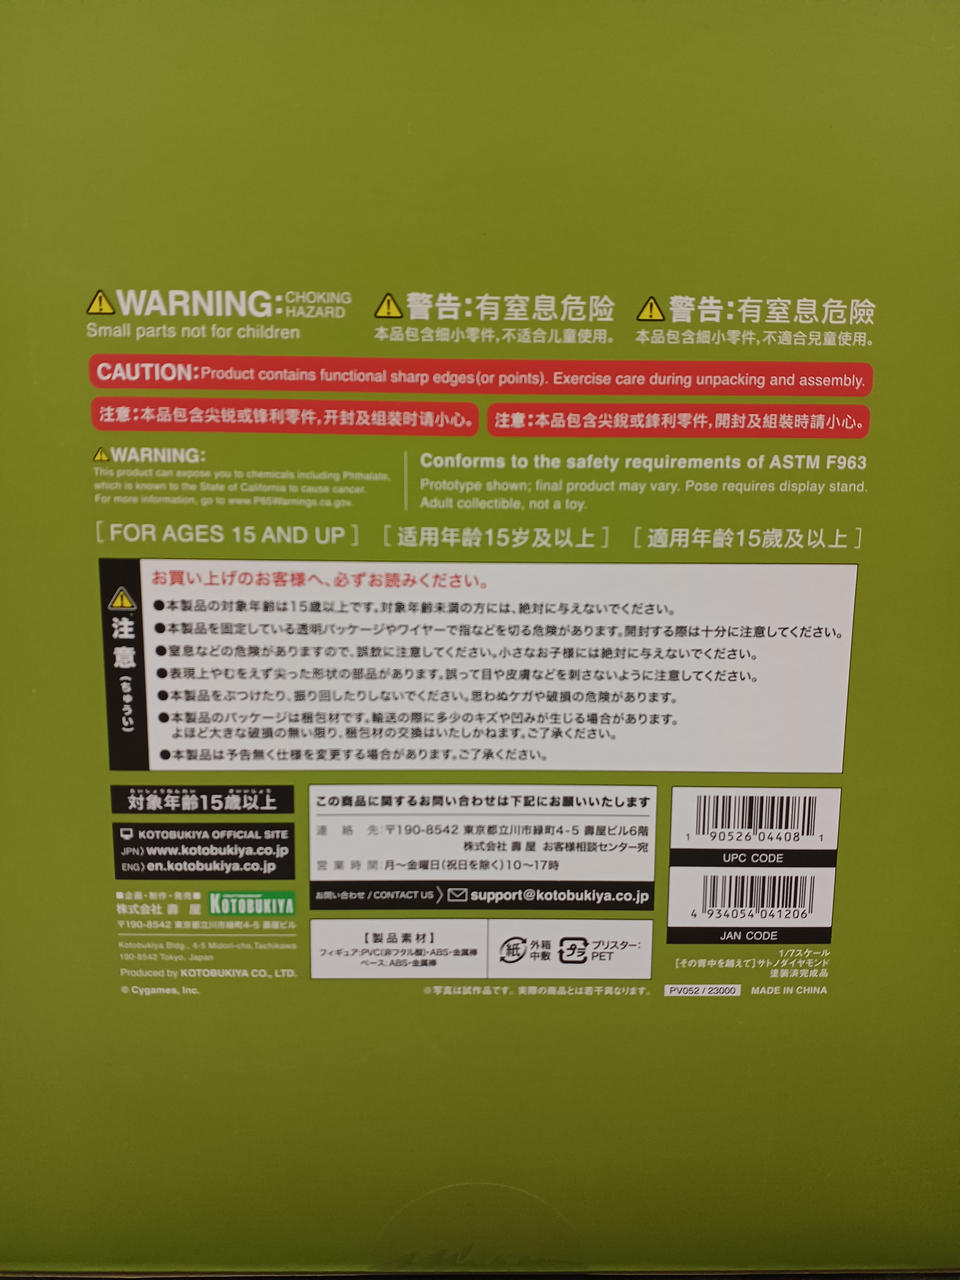 WARNING: CHOKING HAZARD
Small parts not for children
警告:有窒息危险
本品包含细小零件,不适合儿童使用。
警告:有窒息危險
本品包含細小零件,不適合兒童使用。
CAUTION: Product contains functional sharp edges(or points). Exercise care during unpacking and assembly.
注意:本品包含尖锐或锋利零件,开封及组装时请小心。
注意:本品包含尖銳或鋒利零件,開封及組裝時請小心。
WARNING:
This product can expose you to chemicals including Phthalate,
which is known to the State of California to cause cancer.
For more information, go to www.P65Warnings.ca.gov.
Conforms to the safety requirements of ASTM F963
Prototype shown; final product may vary. Pose requires display stand.
Adult collectible, not a toy.
[ FOR AGES 15 AND UP ]
[ 适用年龄15岁及以上 ]
[ 適用年齡15歲及以上 ]
注意(ちゅうい)
お買い上げのお客様へ、必ずお読みください。
●本製品の対象年齢は15歳以上です。対象年齢未満の方には、絶対に与えないでください。
●本製品を固定している透明パッケージやワイヤーで指などを切る危険があります。開封する際は十分に注意してください。
●窒息などの危険がありますので、誤飲に注意してください。小さなお子様には絶対に与えないでください。
●表現上やむをえず尖った形状の部品があります。誤って目や皮膚などを刺さないように注意してください。
●本製品をぶつけたり、振り回したりしないでください。思わぬケガや破損の危険があります。
●本製品のパッケージは梱包材です。輸送の際に多少のキズや凹みが生じる場合があります。
よほど大きな破損の無い限り、梱包材の交換はいたしかねます。ご了承ください。
●本製品は予告無く仕様を変更する場合があります。ご了承ください。
たいしょうねんれい さいいじょう
対象年齢15歳以上
KOTOBUKIYA OFFICIAL SITE
JPN〉www.kotobukiya.co.jp
ENG〉en.kotobukiya.co.jp
■企画・制作・発売■
株式会社 壽 屋 KOTOBUKIYA
〒190-8542 東京都立川市緑町4-5 壽屋ビル
Kotobukiya Bldg., 4-5 Midori-cho, Tachikawa
190-8542 Tokyo, Japan
Produced by KOTOBUKIYA CO., LTD.
© Cygames, Inc.
この商品に関するお問い合わせは下記にお願いいたします
連絡先:〒190-8542 東京都立川市緑町4-5 壽屋ビル6階
株式会社 壽 屋 お客様相談センター宛
営業時間:月〜金曜日(祝日を除く)10〜17時
お問い合わせ / CONTACT US 〉 support@kotobukiya.co.jp
【製品素材】
フィギュア:PVC(非フタル酸)・ABS・金属棒
ベース:ABS・金属棒
紙 外箱 中敷
プラ ブリスター: PET
※写真は試作品です。実際の商品とは若干異なります。
1 90526 04408 1
UPC CODE
4 934054 041206
JAN CODE
1/7スケール
[その背中を越えて]サトノダイヤモンド
塗装済完成品
PV052 / 23000 MADE IN CHINA